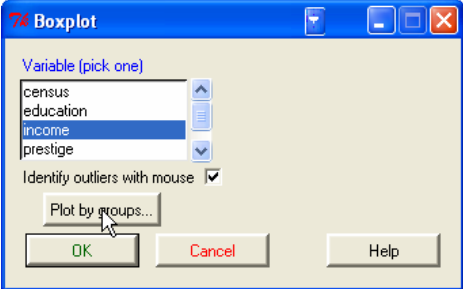 Boxplot
Variable (pick one)
census
education
income
prestige
Identify outliers with mouse
Plot by groups...
OK Cancel Help